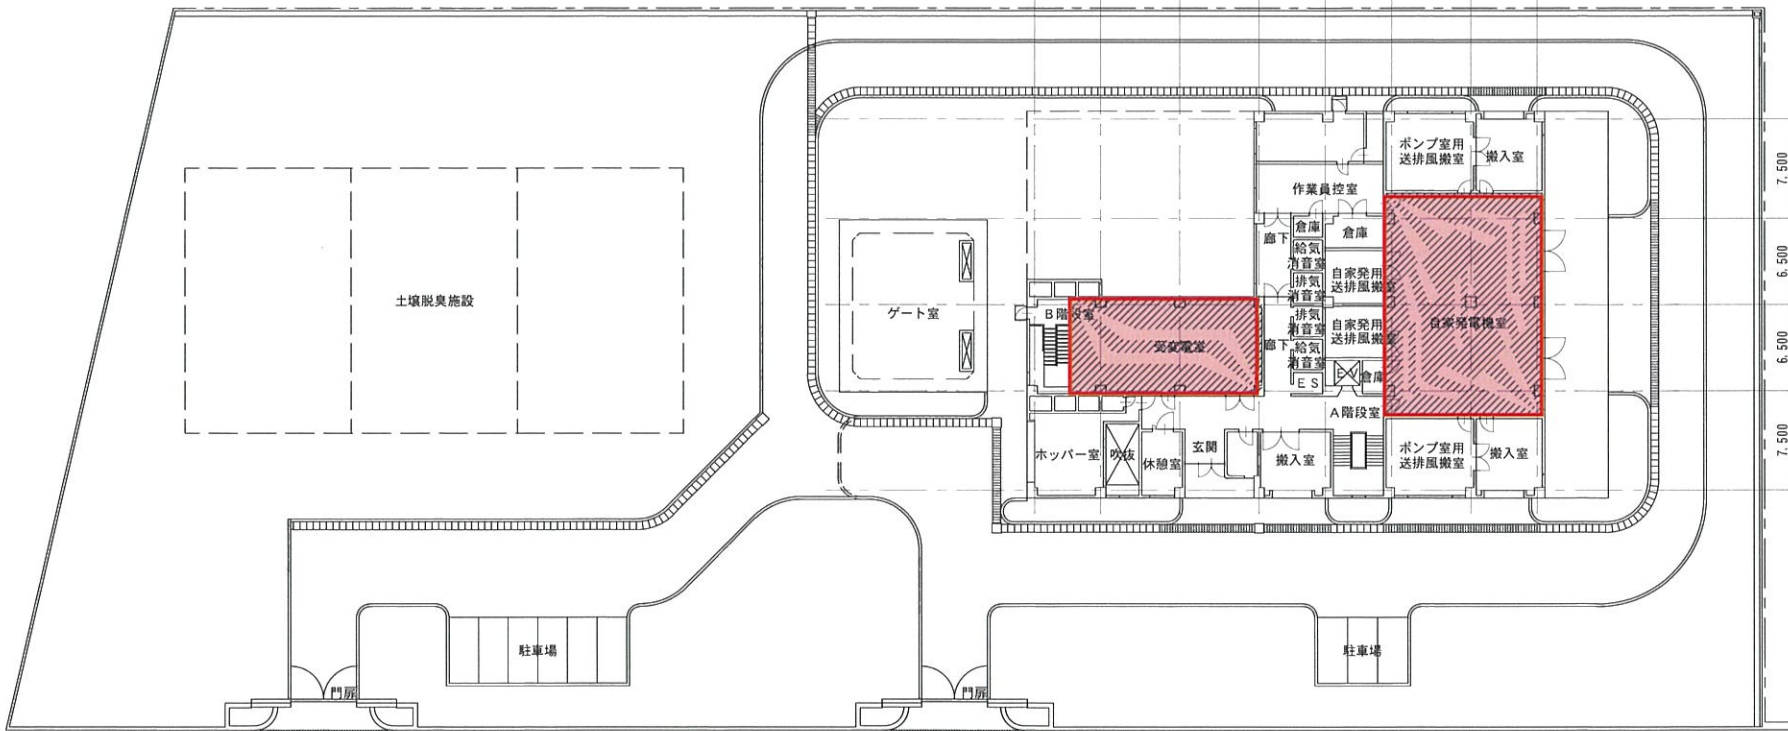 ポンプ室用
送排風搬室
搬入室
7.500
作業員控室
倉庫
倉庫
廊下
給気
消音室
6.500
排気
消音室
自家発用
送排風搬室
土壌脱臭施設
ゲート室
B階段室
受変電室
廊下
排気
消音室
自家発用
送排風搬室
自家発電機室
6.500
給気
消音室
ES
EV
倉庫
A階段室
ホッパー室
吹抜
休憩室
玄関
搬入室
ポンプ室用
送排風搬室
搬入室
7.500
駐車場
駐車場
門扉
門扉